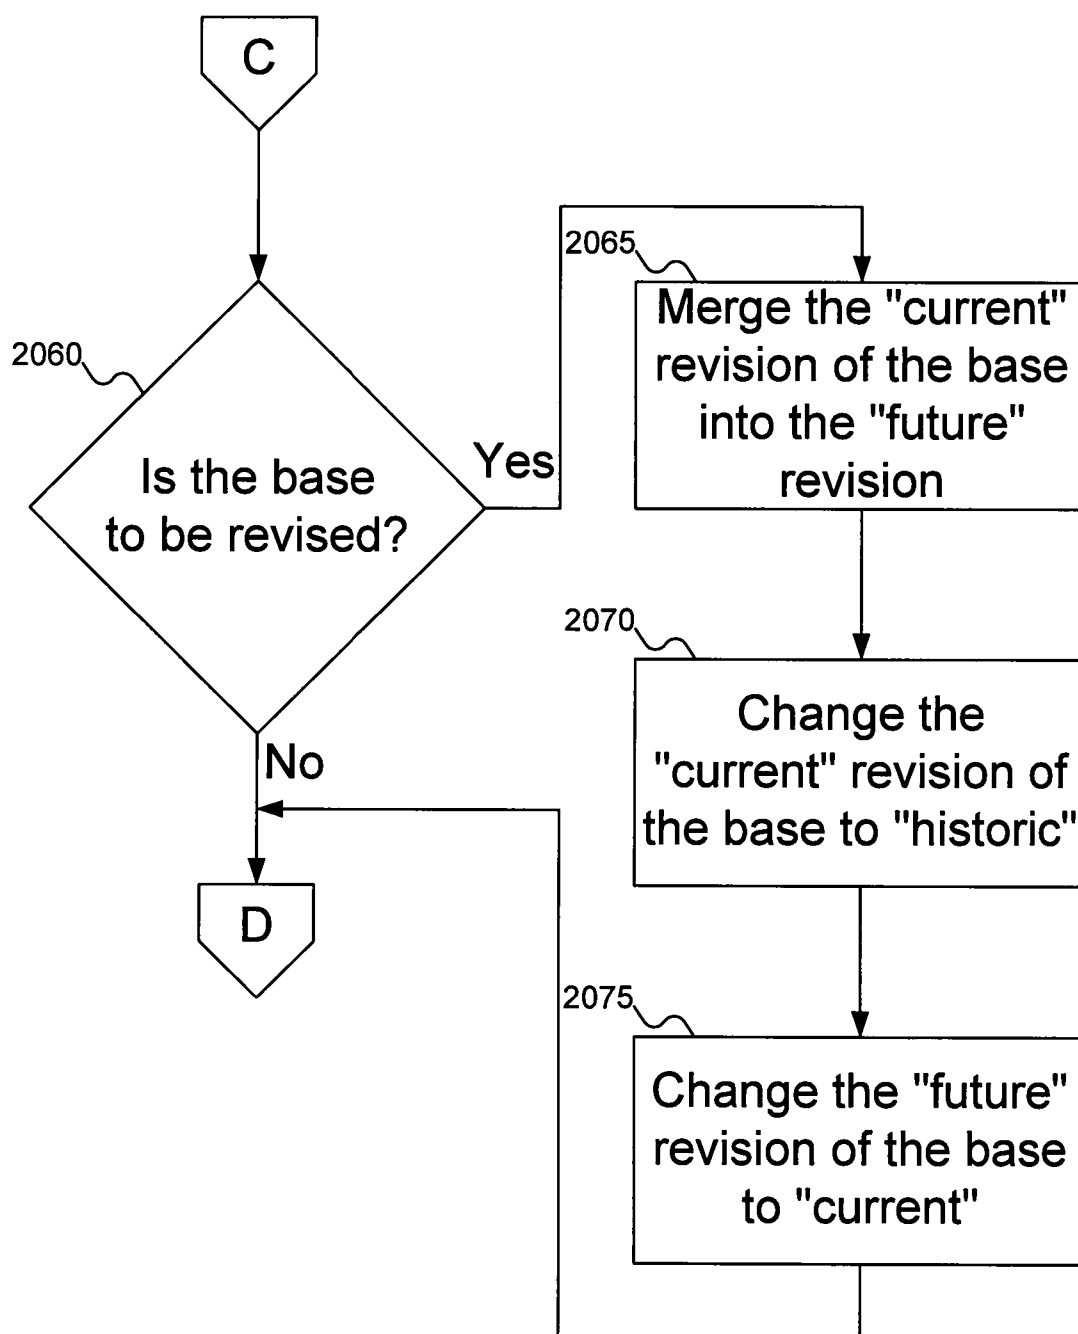 C
2060
Is the base
to be revised?
Yes
No
D
2065
Merge the "current"
revision of the base
into the "future"
revision
2070
Change the
"current" revision of
the base to "historic"
2075
Change the "future"
revision of the base
to "current"